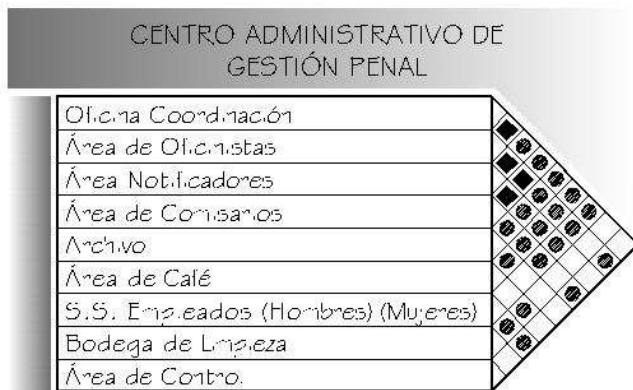 CENTRO ADMINISTRATIVO DE
GESTIÓN PENAL
Oficina Coordinación
Área de Oficinistas
Área Notificadores
Área de Comisarios
Archivo
Área de Café
S.S. Empleados (Hombres) (Mujeres)
Bodega de Limpieza
Área de Control